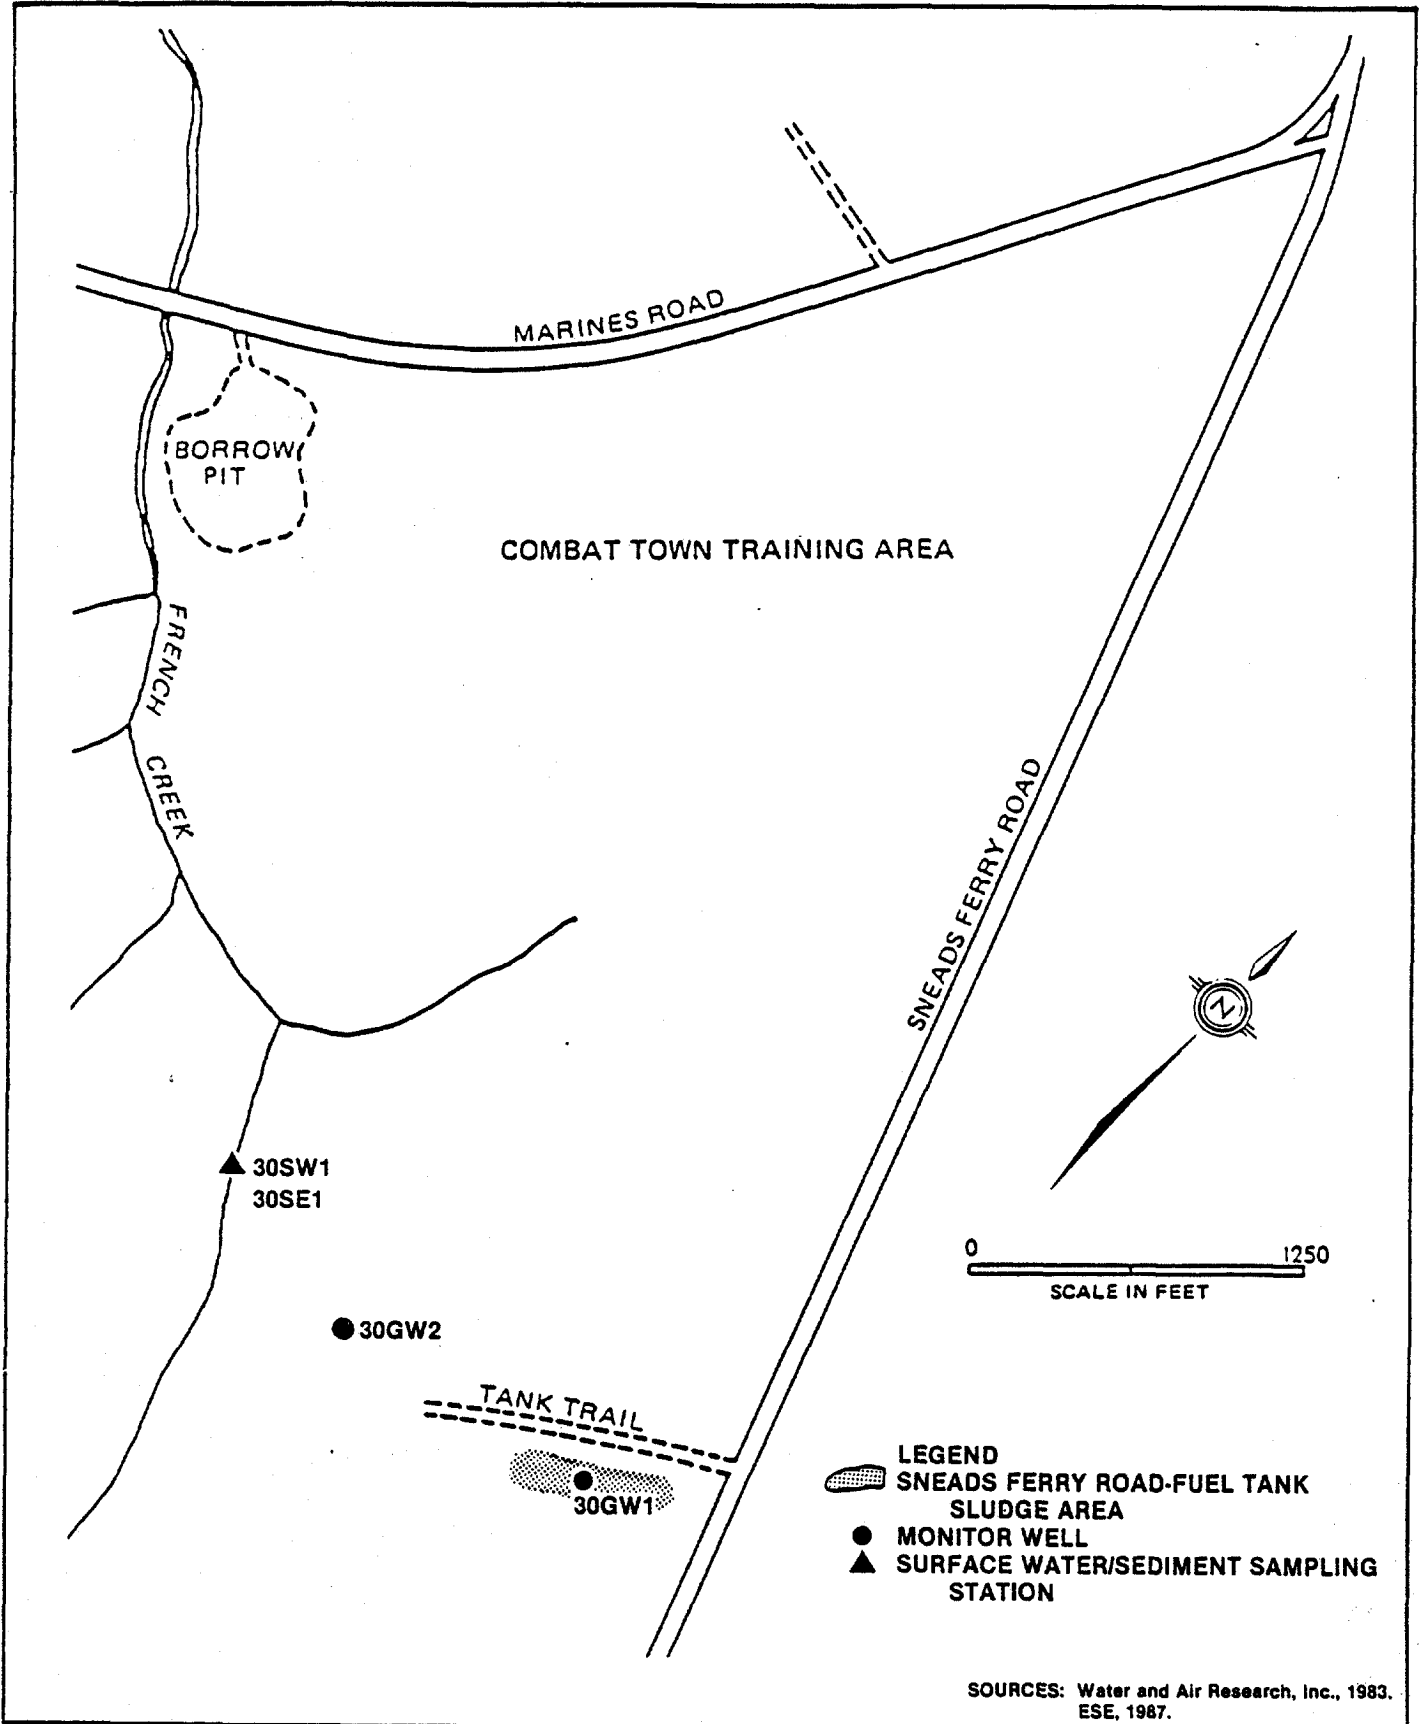 MARINES ROAD
BORROW
PIT
COMBAT TOWN TRAINING AREA
FRENCH
CREEK
SNEADS FERRY ROAD
N
30SW1
30SE1
0 1250
SCALE IN FEET
30GW2
TANK TRAIL
30GW1
LEGEND
SNEADS FERRY ROAD-FUEL TANK
SLUDGE AREA
MONITOR WELL
SURFACE WATER/SEDIMENT SAMPLING
STATION
SOURCES: Water and Air Research, Inc., 1983.
ESE, 1987.